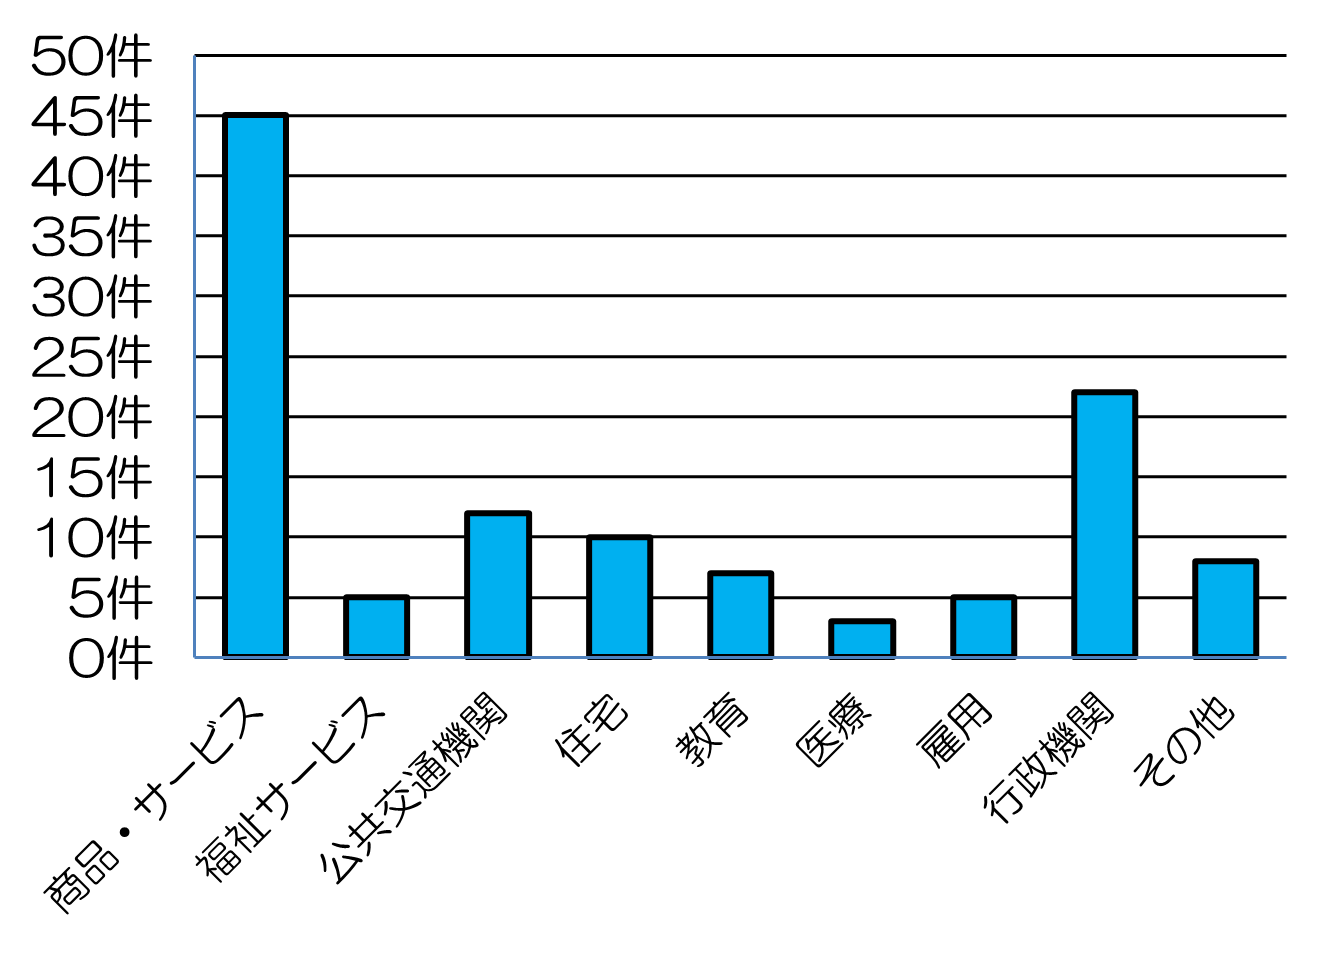 50件
45件
40件
35件
30件
25件
20件
15件
10件
5件
0件
商品・サービス
福祉サービス
公共交通機関
住宅
教育
医療
雇用
行政機関
その他